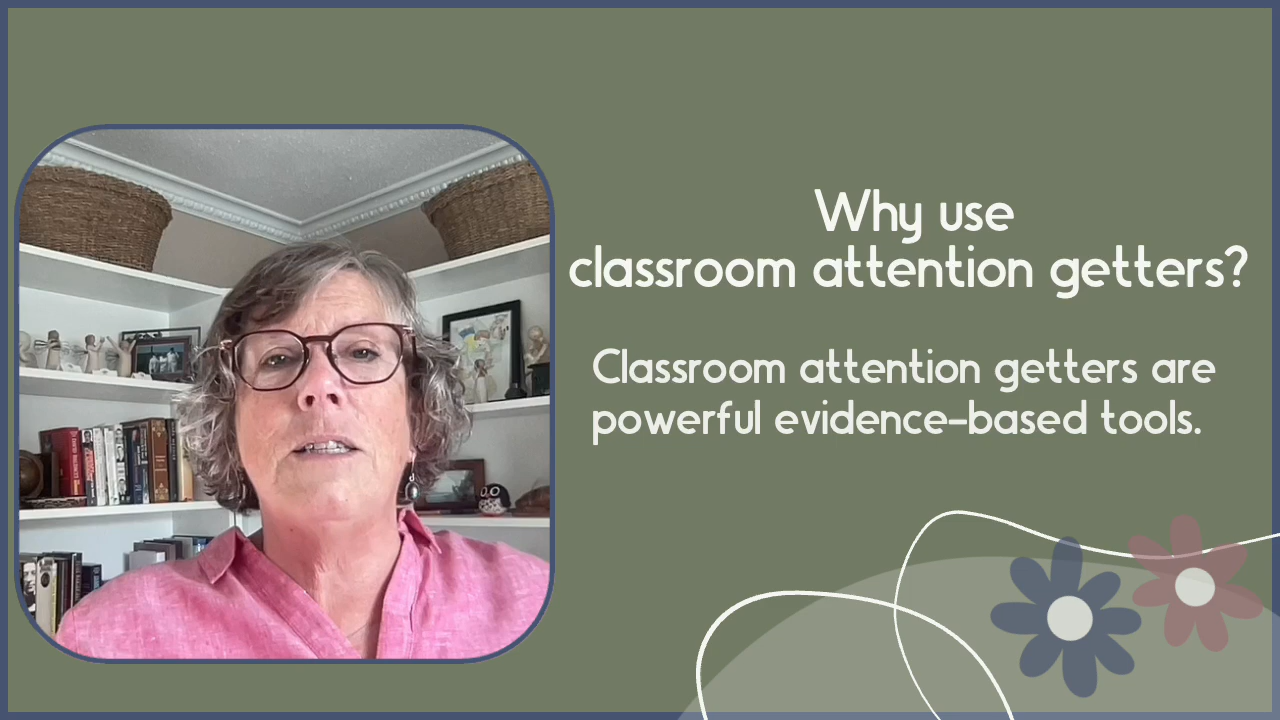 Why use
classroom attention getters?
Classroom attention getters are
powerful evidence-based tools.